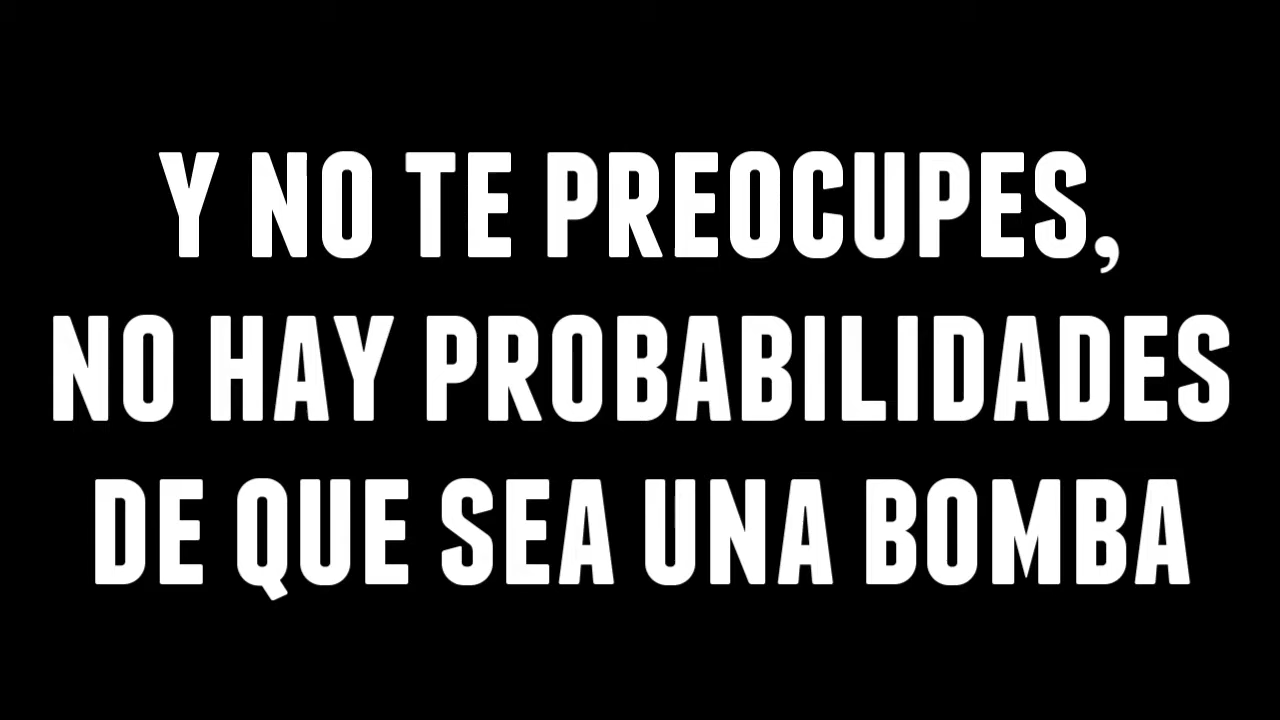 Y NO TE PREOCUPES,
NO HAY PROBABILIDADES
DE QUE SEA UNA BOMBA